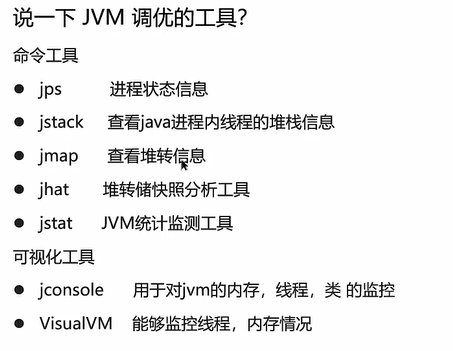 说一下 JVM 调优的工具？
命令工具
● jps 进程状态信息
● jstack 查看java进程内线程的堆栈信息
● jmap 查看堆转信息
● jhat 堆转储快照分析工具
● jstat JVM统计监测工具
可视化工具
● jconsole 用于对jvm的内存，线程，类 的监控
● VisualVM 能够监控线程，内存情况